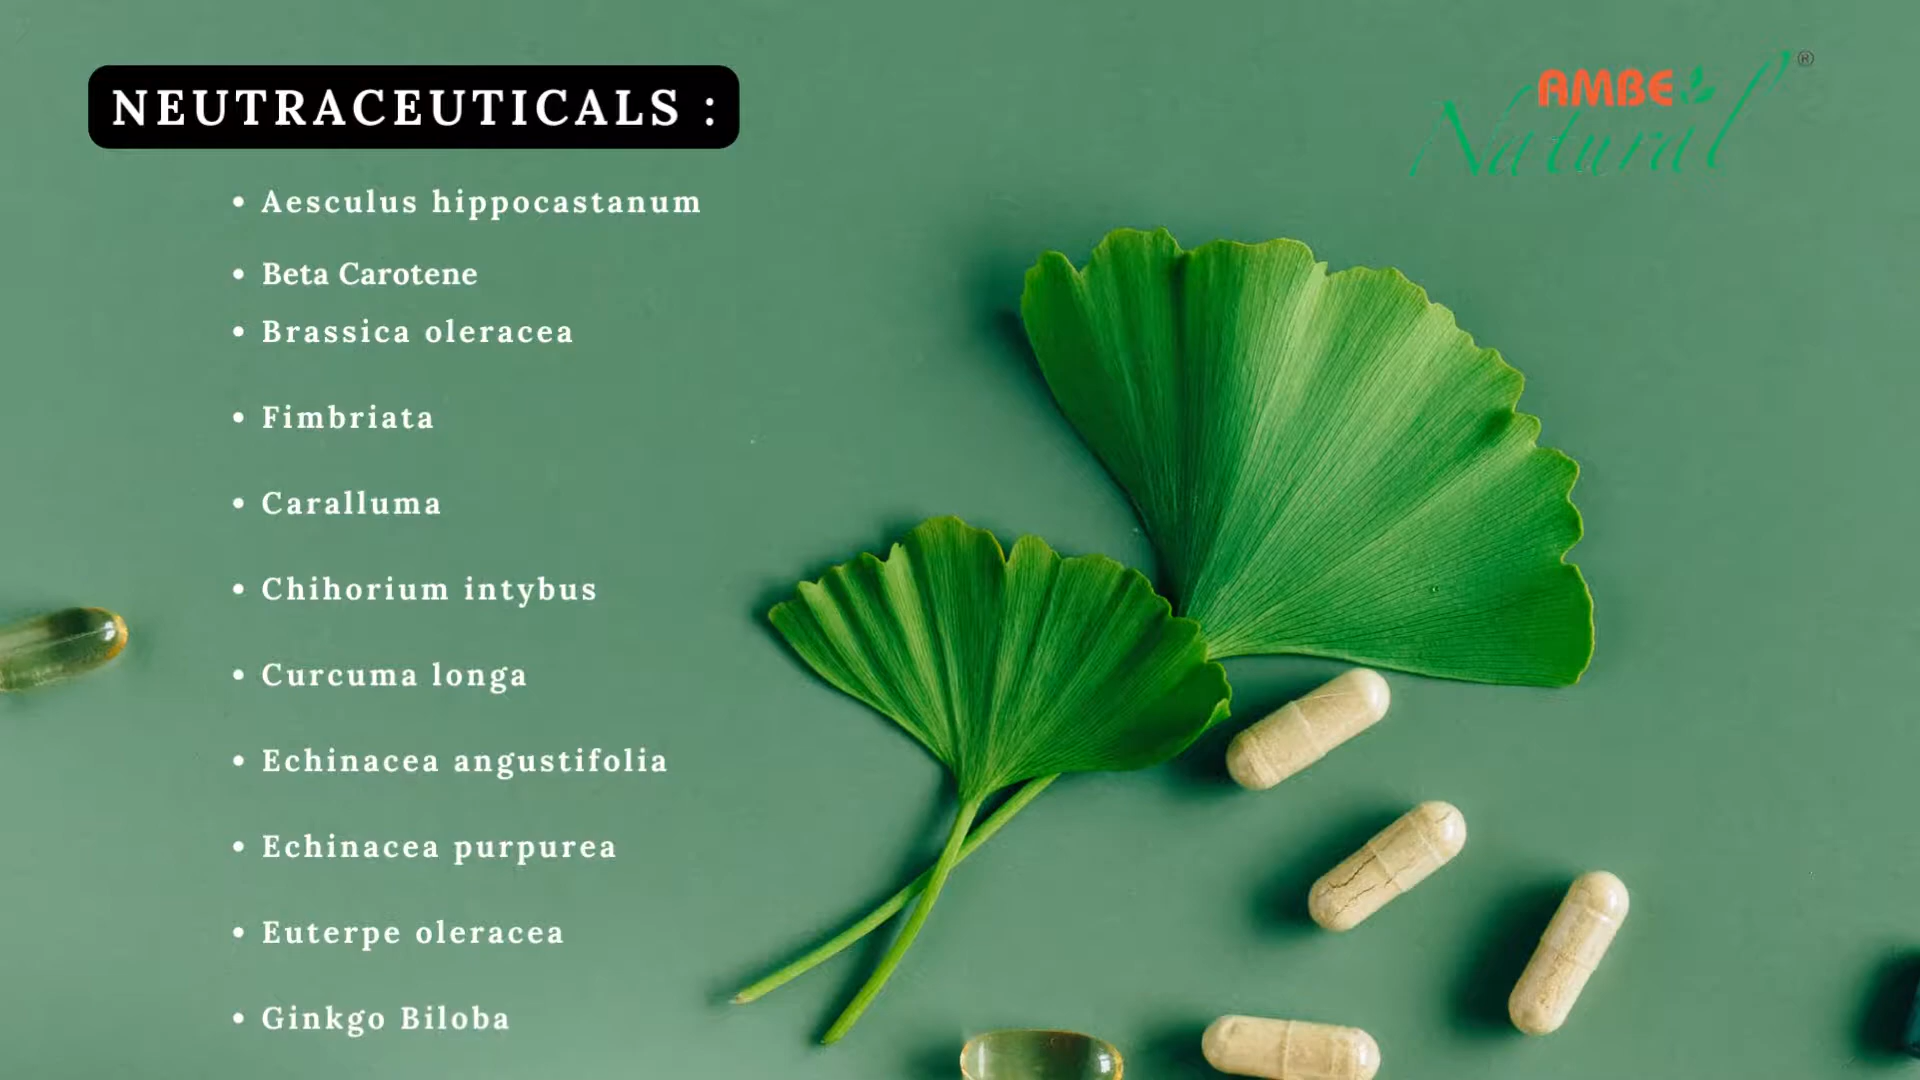 NEUTRACEUTICALS :
AMBE
Natural ®
• Aesculus hippocastanum
• Beta Carotene
• Brassica oleracea
• Fimbriata
• Caralluma
• Chihorium intybus
• Curcuma longa
• Echinacea angustifolia
• Echinacea purpurea
• Euterpe oleracea
• Ginkgo Biloba